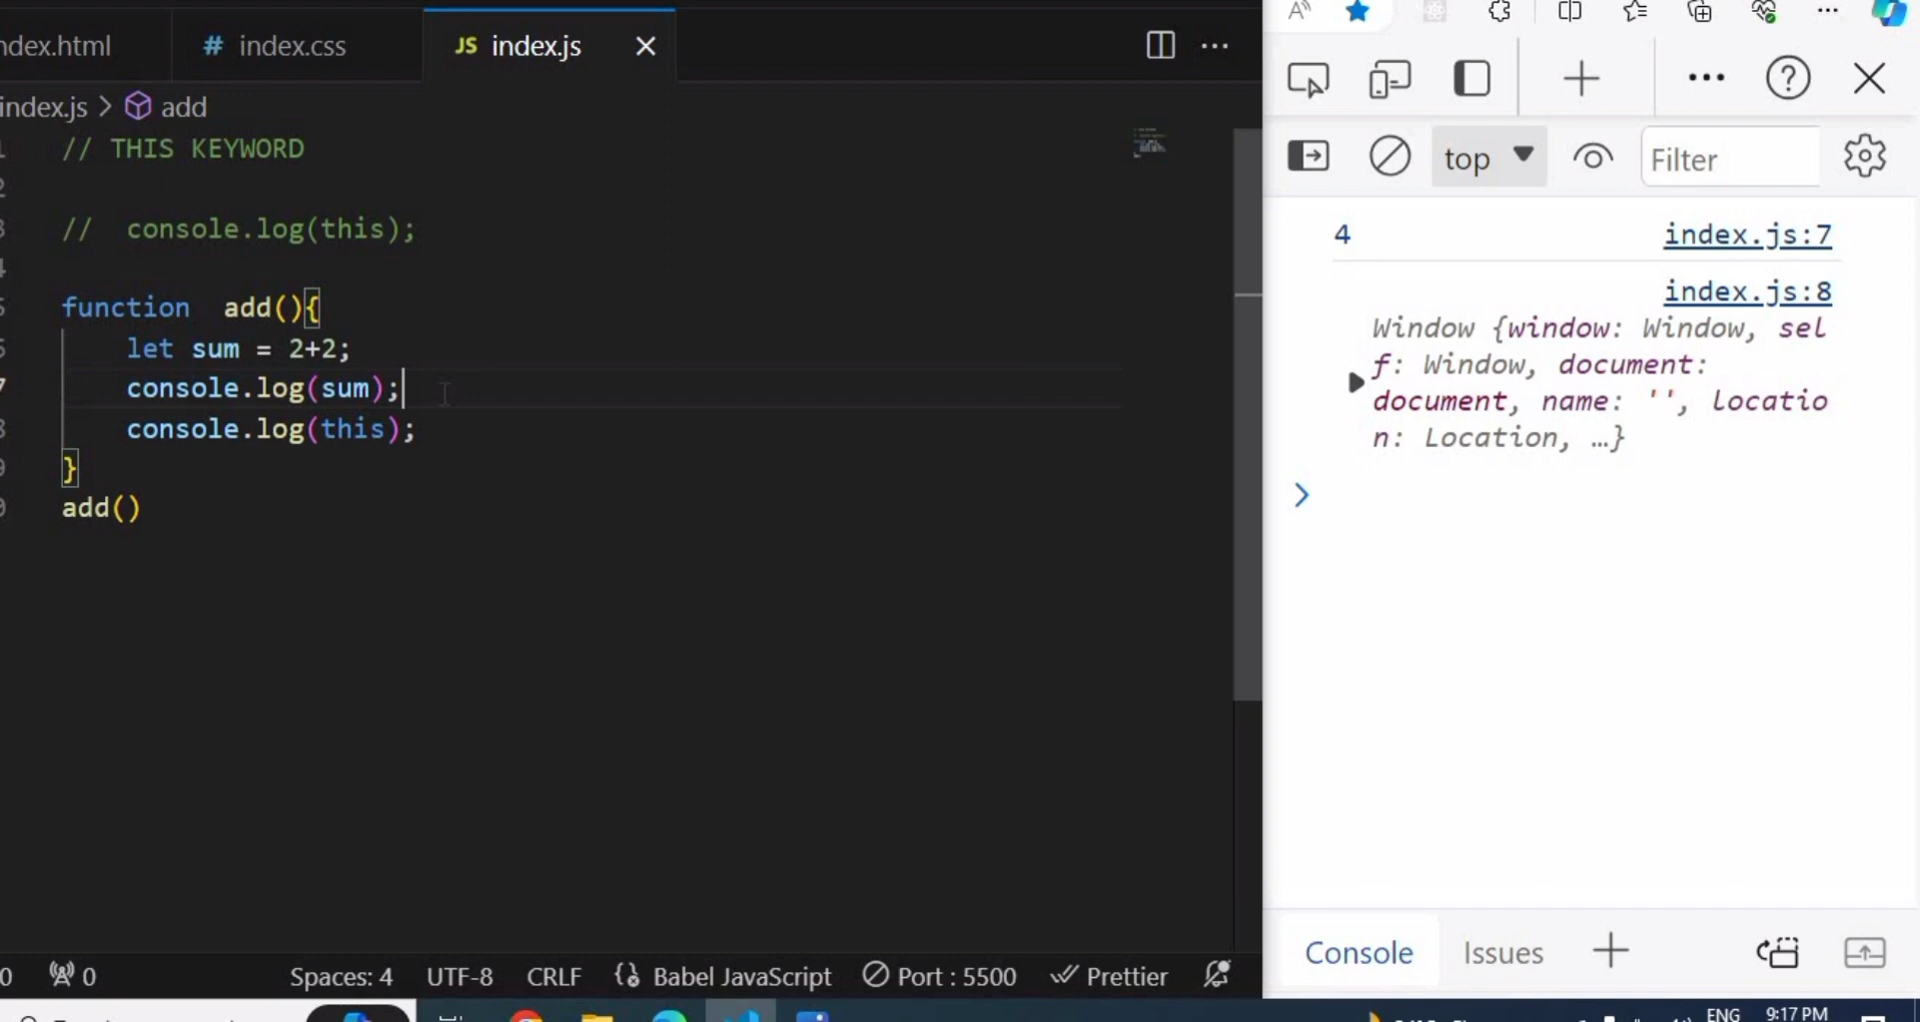 ndex.html # index.css JS index.js
index.js > add
// THIS KEYWORD
2
// console.log(this);
function add(){
let sum = 2+2;
7 console.log(sum);
console.log(this);
}
add()
top Filter
4 index.js:7
index.js:8
Window {window: Window, sel
f: Window, document:
document, name: '', locatio
n: Location, …}
>
Console Issues
0 0 Spaces: 4 UTF-8 CRLF Babel JavaScript Port : 5500 Prettier
ENG 9:17 PM